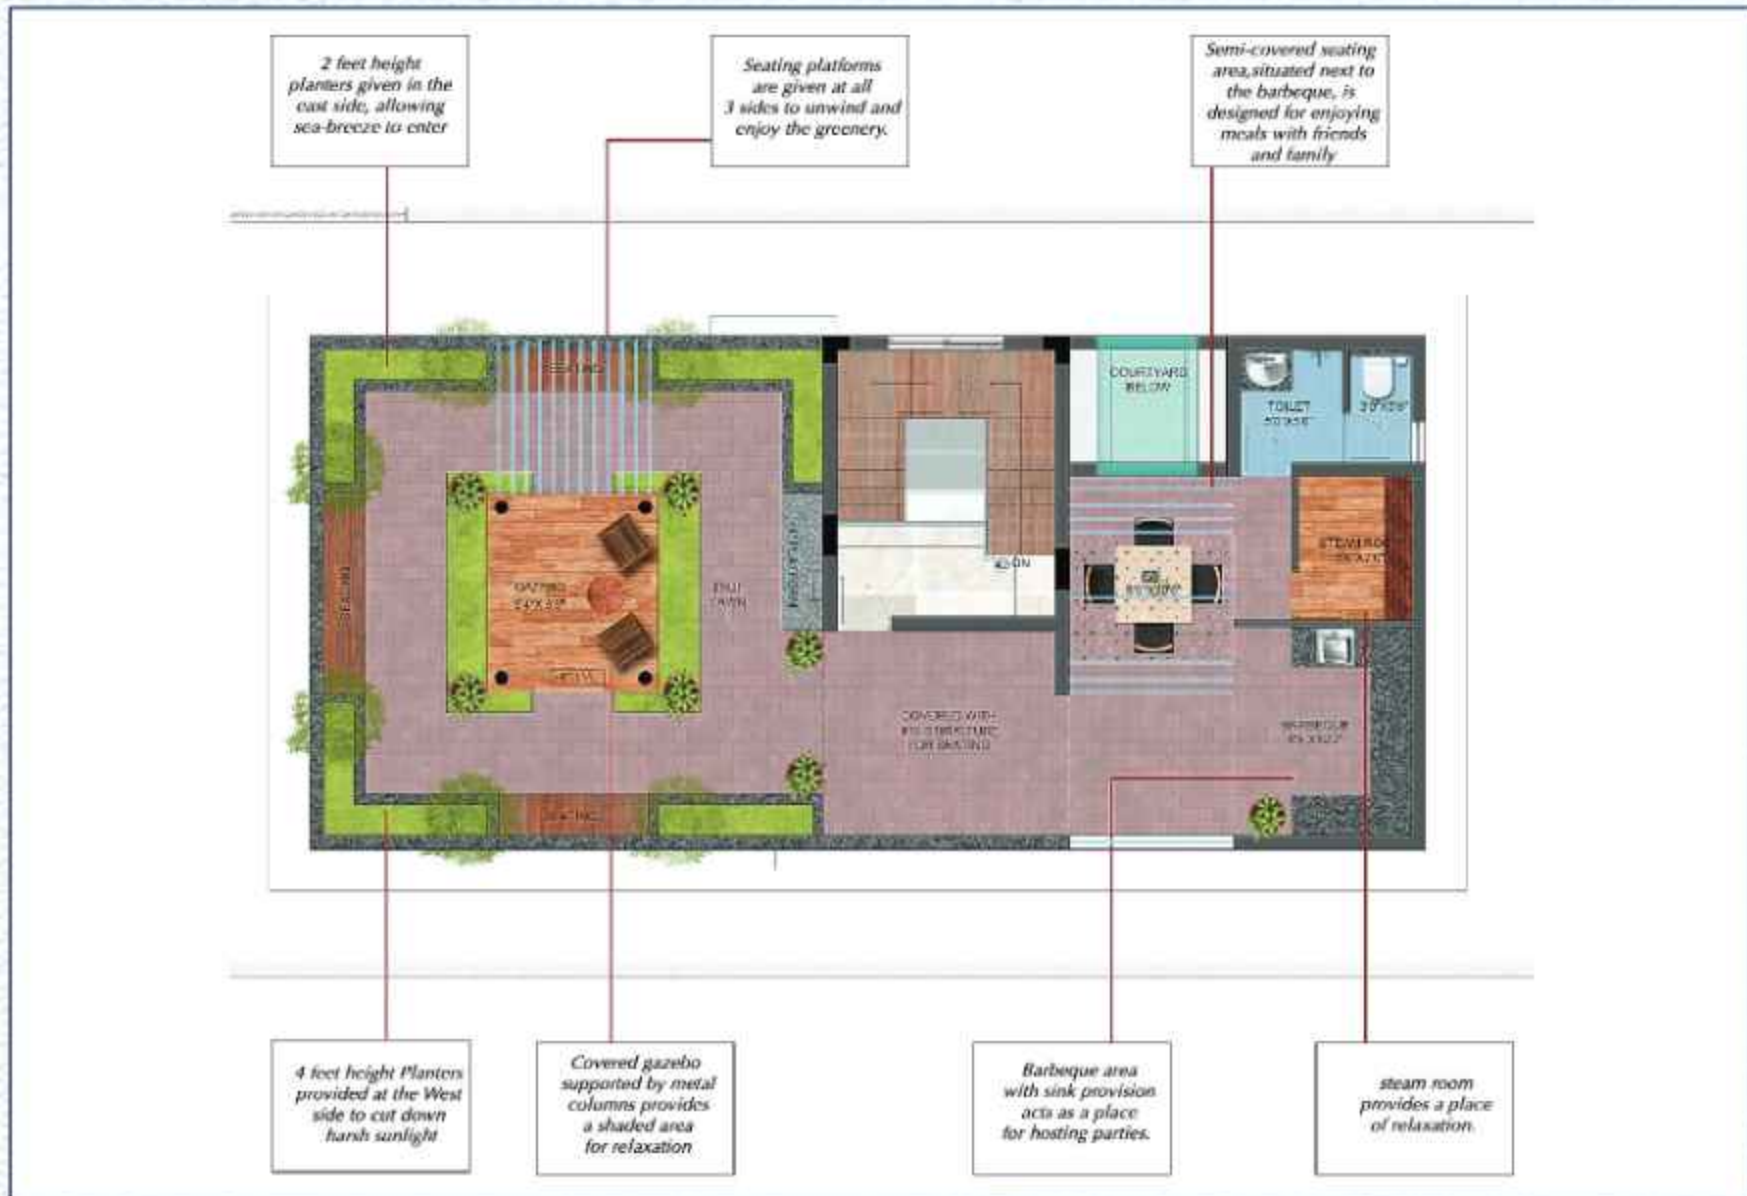 2 feet height
planters given in the
east side, allowing
sea-breeze to enter
Seating platforms
are given at all
3 sides to unwind and
enjoy the greenery.
Semi-covered seating
area,situated next to
the barbeque, is
designed for enjoying
meals with friends
and family
SEATING
COURTYARD
BELOW
TOILET
SEATING
GAZEBO
STEAM ROOM
COVERED WITH
FOR SEATING
BARBEQUE
SEATING
4 feet height Planters
provided at the West
side to cut down
harsh sunlight
Covered gazebo
supported by metal
columns provides
a shaded area
for relaxation
Barbeque area
with sink provision
acts as a place
for hosting parties.
steam room
provides a place
of relaxation.